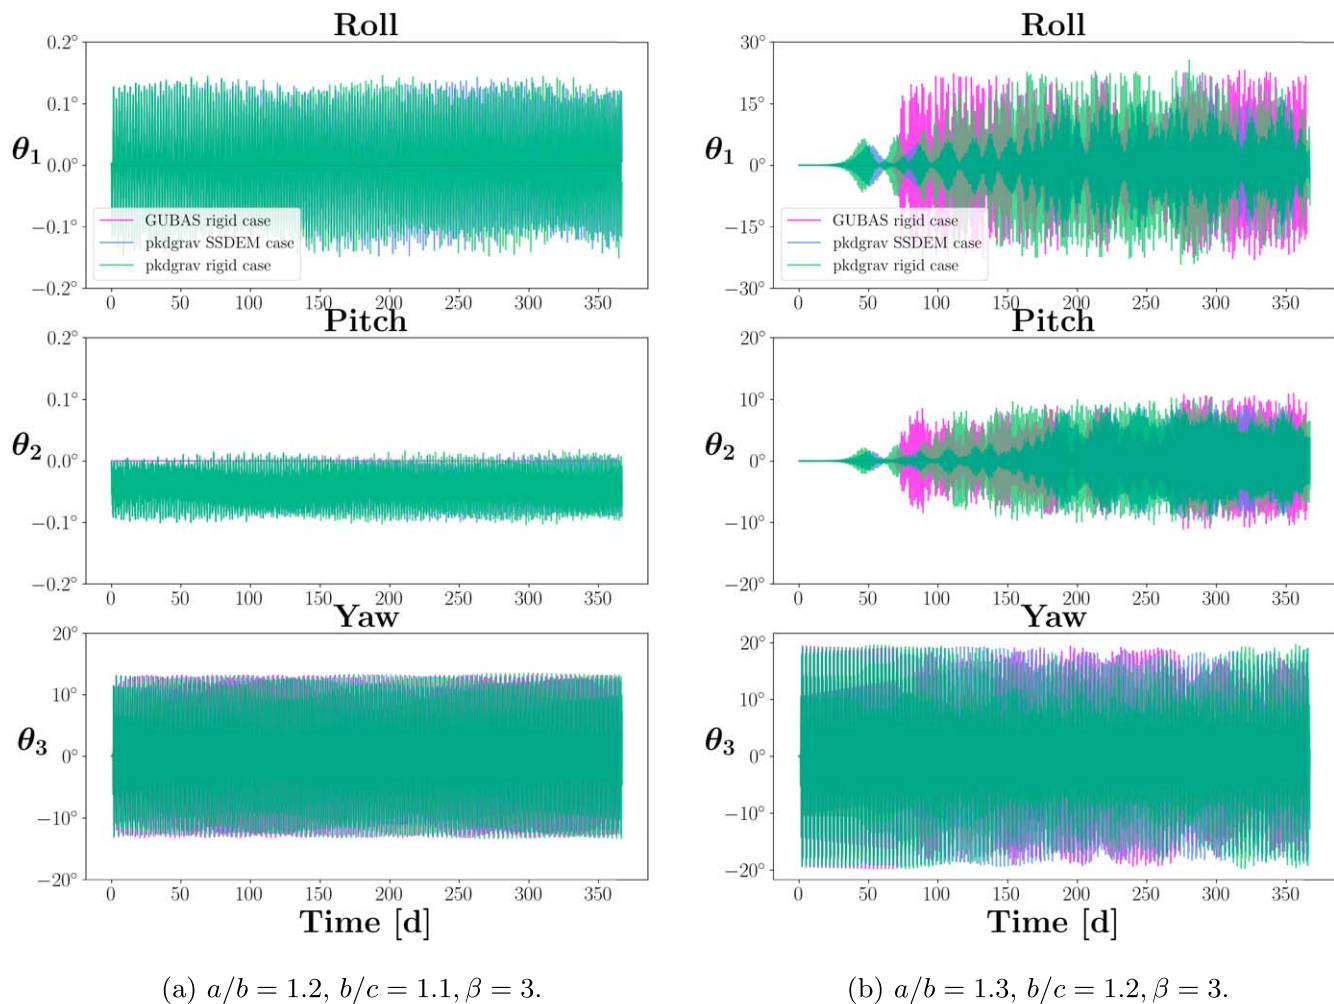 Roll
0.2°
0.1°
θ₁
0.0°
−0.1°
−0.2°
GUBAS rigid case
pkdgrav SSDEM case
pkdgrav rigid case
0 50 100 150 200 250 300 350
Pitch
0.2°
0.1°
θ₂
0.0°
−0.1°
−0.2°
0 50 100 150 200 250 300 350
Yaw
20°
10°
θ₃
0°
−10°
−20°
0 50 100 150 200 250 300 350
Time [d]
(a) a/b = 1.2, b/c = 1.1, β = 3.
Roll
30°
15°
θ₁
0°
−15°
−30°
GUBAS rigid case
pkdgrav SSDEM case
pkdgrav rigid case
0 50 100 150 200 250 300 350
Pitch
20°
10°
θ₂
0°
−10°
−20°
0 50 100 150 200 250 300 350
Yaw
20°
10°
θ₃
0°
−10°
−20°
0 50 100 150 200 250 300 350
Time [d]
(b) a/b = 1.3, b/c = 1.2, β = 3.